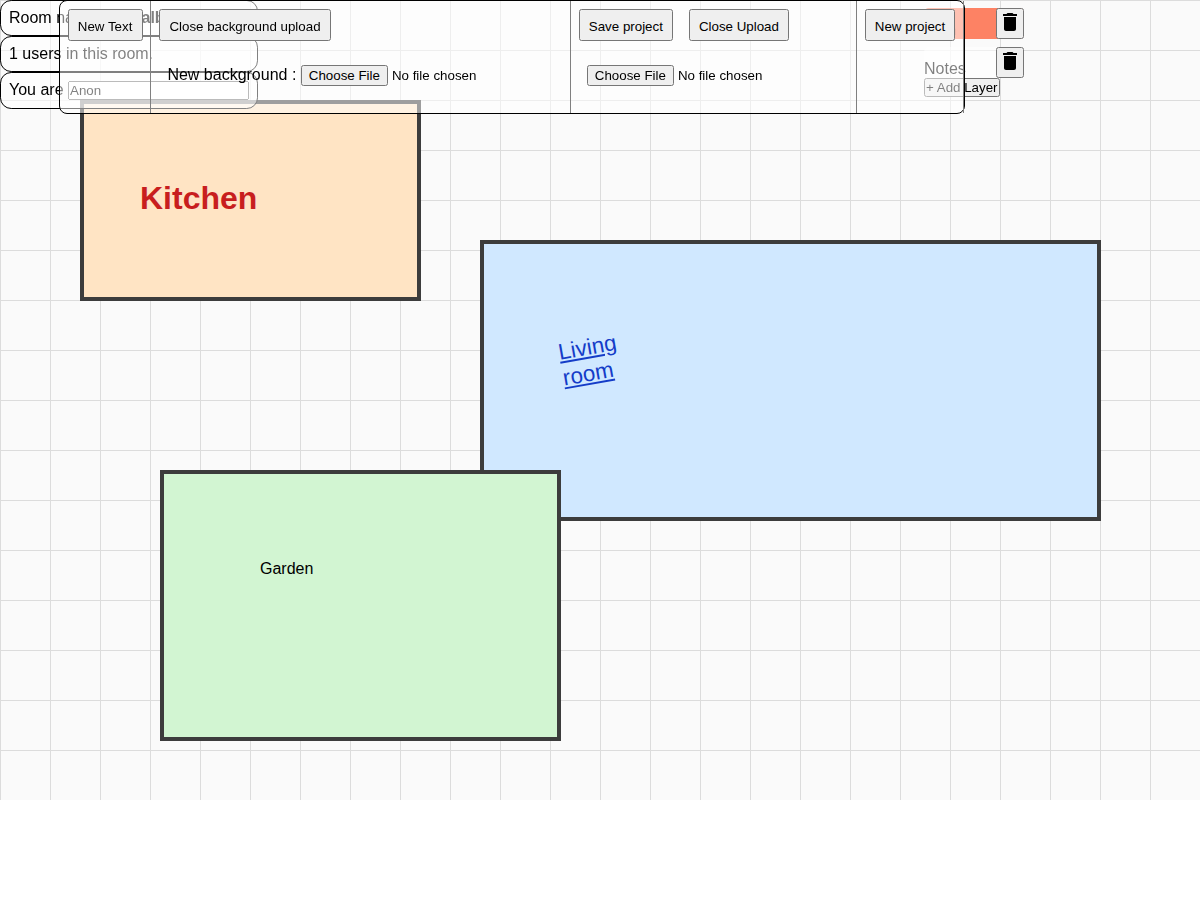 Room
New Text
Close background upload
Save project
Close Upload
New project
1 users in this room.
Notes
New background :
Choose File
No file chosen
Choose File
No file chosen
You are
Anon
+ Add Layer
Kitchen
Living
room
Garden